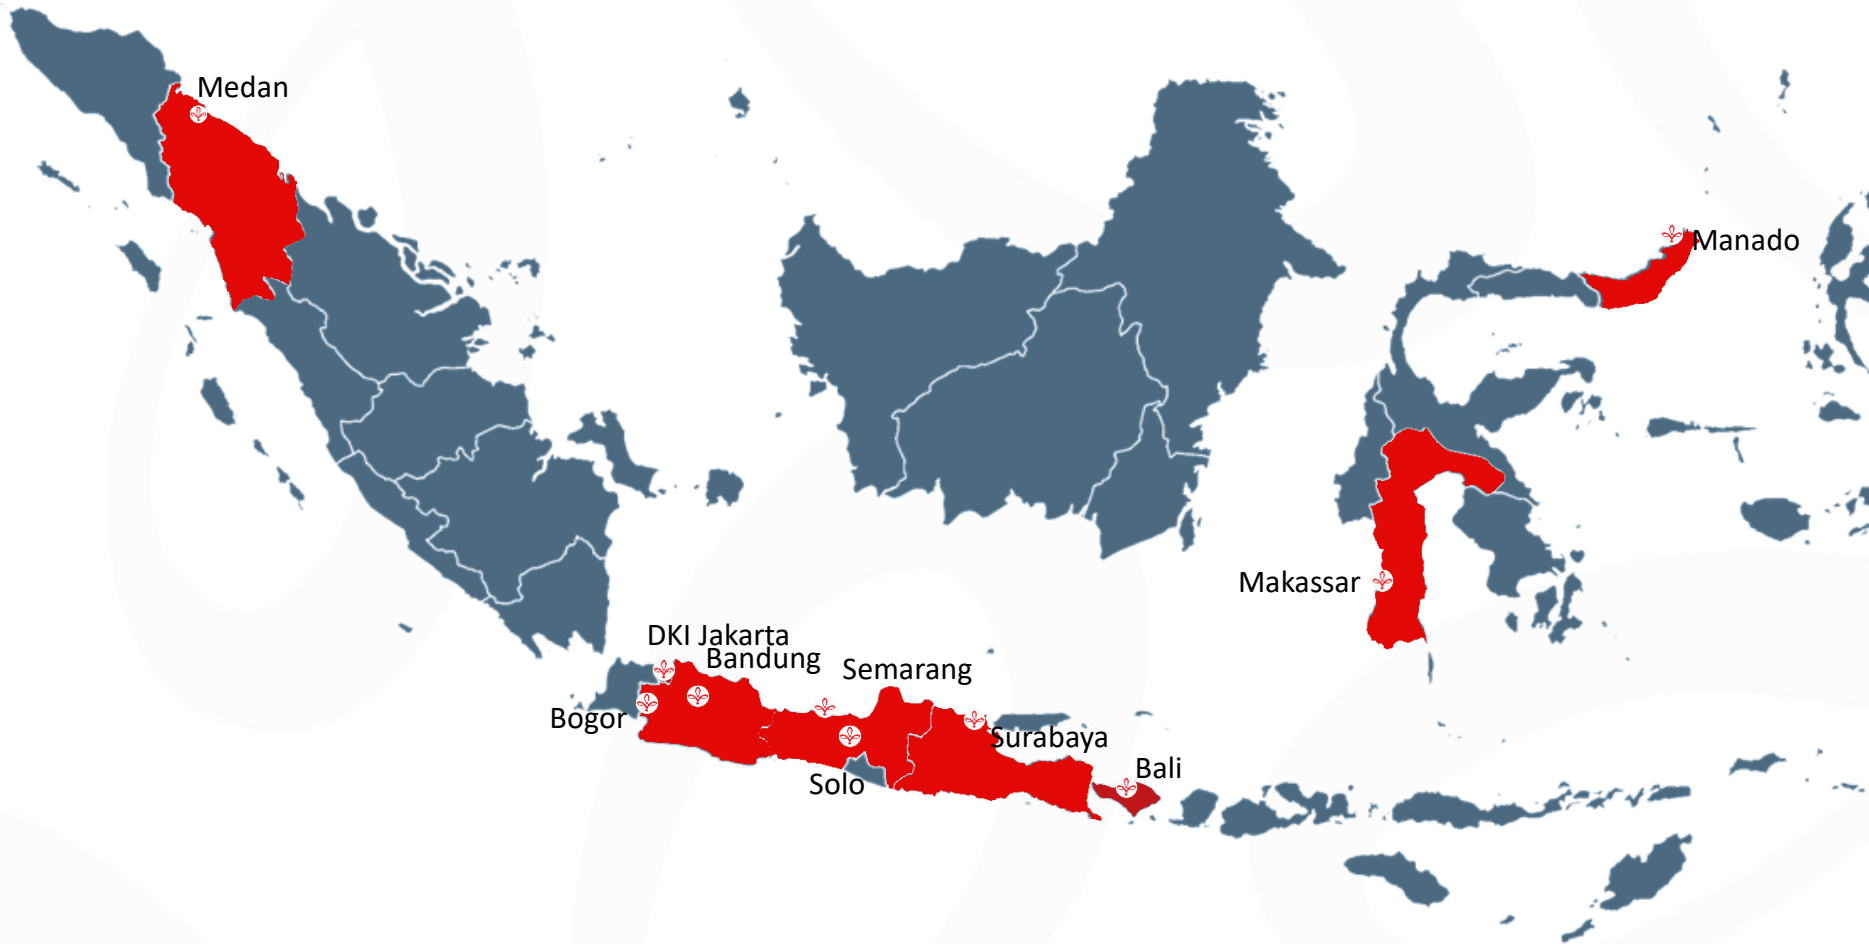 Medan
Manado
Makassar
DKI Jakarta
Bandung
Semarang
Bogor
Surabaya
Bali
Solo